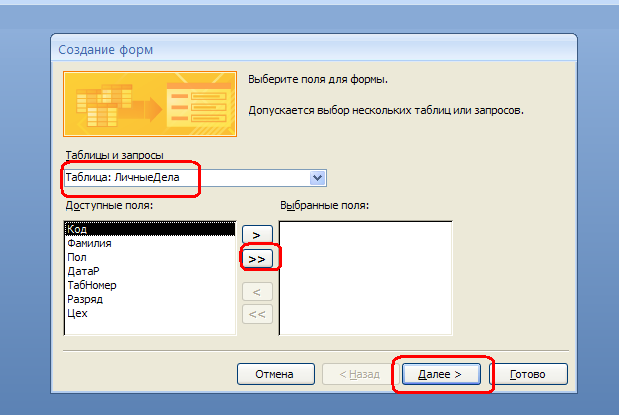 Создание форм
Выберите поля для формы.
Допускается выбор нескольких таблиц или запросов.
Таблицы и запросы
Таблица: ЛичныеДела
Доступные поля:
Выбранные поля:
Код
Фамилия
Пол
ДатаР
ТабНомер
Разряд
Цех
>
>>
<
<<
Отмена
< Назад
Далее >
Готово